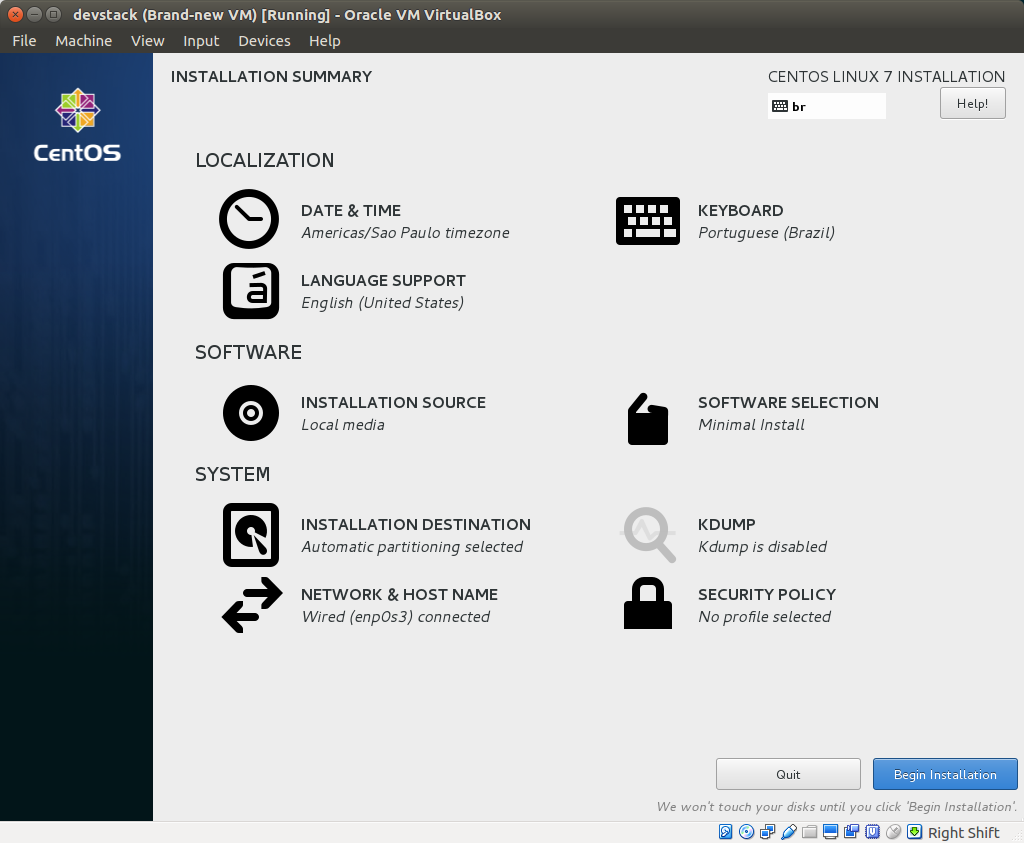 devstack (Brand-new VM) [Running] - Oracle VM VirtualBox
File Machine View Input Devices Help
CentOS
INSTALLATION SUMMARY
CENTOS LINUX 7 INSTALLATION
br
Help!
LOCALIZATION
DATE & TIME
Americas/Sao Paulo timezone
KEYBOARD
Portuguese (Brazil)
LANGUAGE SUPPORT
English (United States)
SOFTWARE
INSTALLATION SOURCE
Local media
SOFTWARE SELECTION
Minimal Install
SYSTEM
INSTALLATION DESTINATION
Automatic partitioning selected
KDUMP
Kdump is disabled
NETWORK & HOST NAME
Wired (enp0s3) connected
SECURITY POLICY
No profile selected
Quit
Begin Installation
We won't touch your disks until you click 'Begin Installation'.
Right Shift